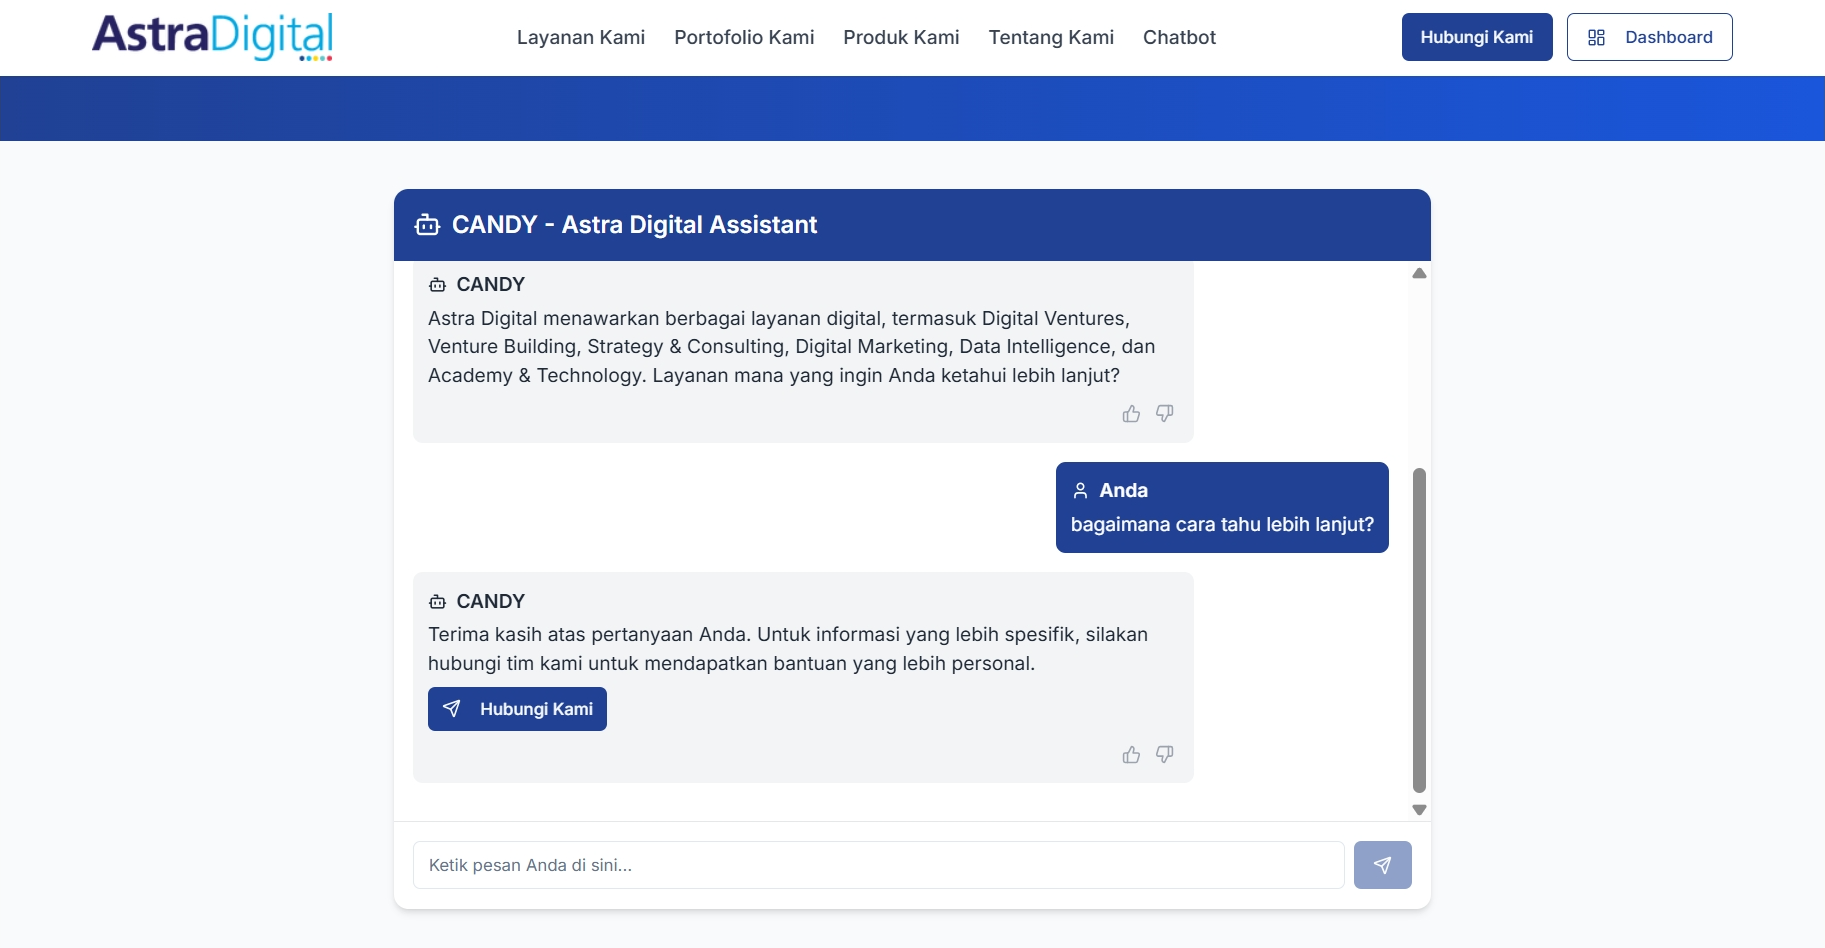 AstraDigital
Layanan Kami
Portofolio Kami
Produk Kami
Tentang Kami
Chatbot
Hubungi Kami
Dashboard
CANDY - Astra Digital Assistant
CANDY
Astra Digital menawarkan berbagai layanan digital, termasuk Digital Ventures,
Venture Building, Strategy & Consulting, Digital Marketing, Data Intelligence, dan
Academy & Technology. Layanan mana yang ingin Anda ketahui lebih lanjut?
Anda
bagaimana cara tahu lebih lanjut?
CANDY
Terima kasih atas pertanyaan Anda. Untuk informasi yang lebih spesifik, silakan
hubungi tim kami untuk mendapatkan bantuan yang lebih personal.
Hubungi Kami
Ketik pesan Anda di sini...